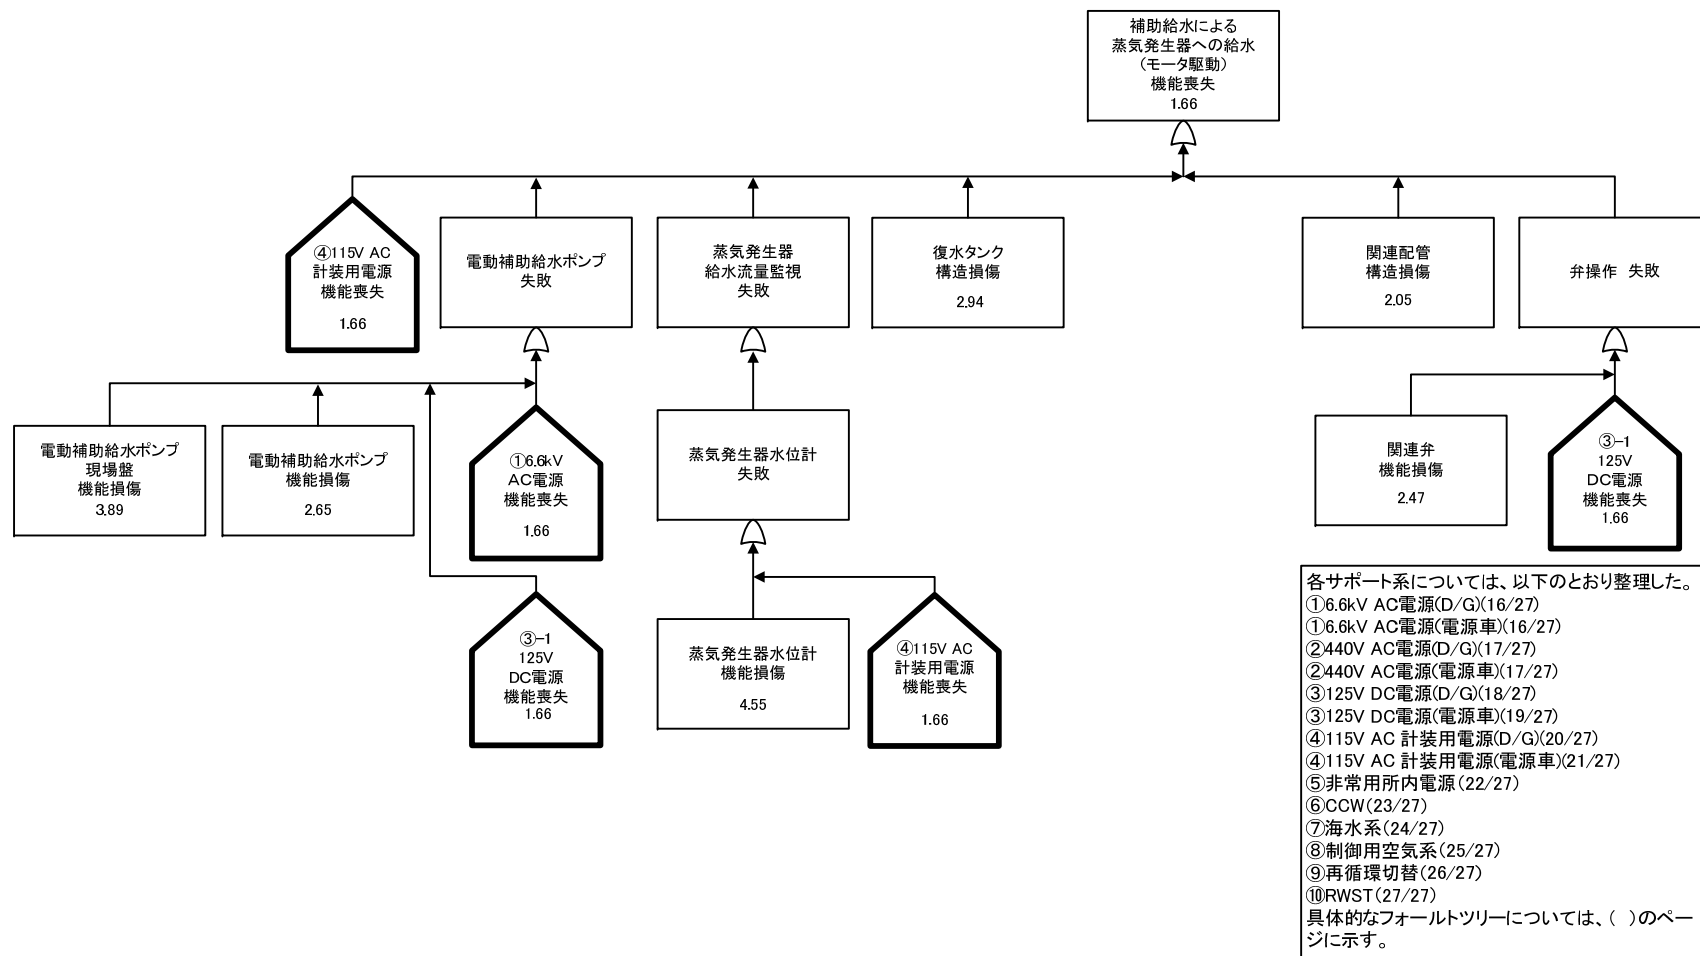 補助給水による
蒸気発生器への給水
(モータ駆動)
機能喪失
1.66
④115V AC
計装用電源
機能喪失
1.66
電動補助給水ポンプ
失敗
蒸気発生器
給水流量監視
失敗
復水タンク
構造損傷
2.94
関連配管
構造損傷
2.05
弁操作 失敗
電動補助給水ポンプ
現場盤
機能損傷
3.89
電動補助給水ポンプ
機能損傷
2.65
①6.6kV
AC電源
機能喪失
1.66
蒸気発生器水位計
失敗
関連弁
機能損傷
2.47
③-1
125V
DC電源
機能喪失
1.66
③-1
125V
DC電源
機能喪失
1.66
蒸気発生器水位計
機能損傷
4.55
④115V AC
計装用電源
機能喪失
1.66
各サポート系については、以下のとおり整理した。
①6.6kV AC電源(D/G)(16/27)
①6.6kV AC電源(電源車)(16/27)
②440V AC電源(D/G)(17/27)
②440V AC電源(電源車)(17/27)
③125V DC電源(D/G)(18/27)
③125V DC電源(電源車)(19/27)
④115V AC 計装用電源(D/G)(20/27)
④115V AC 計装用電源(電源車)(21/27)
⑤非常用所内電源(22/27)
⑥CCW(23/27)
⑦海水系(24/27)
⑧制御用空気系(25/27)
⑨再循環切替(26/27)
⑩RWST(27/27)
具体的なフォールトツリーについては、( )のペー
ジに示す。